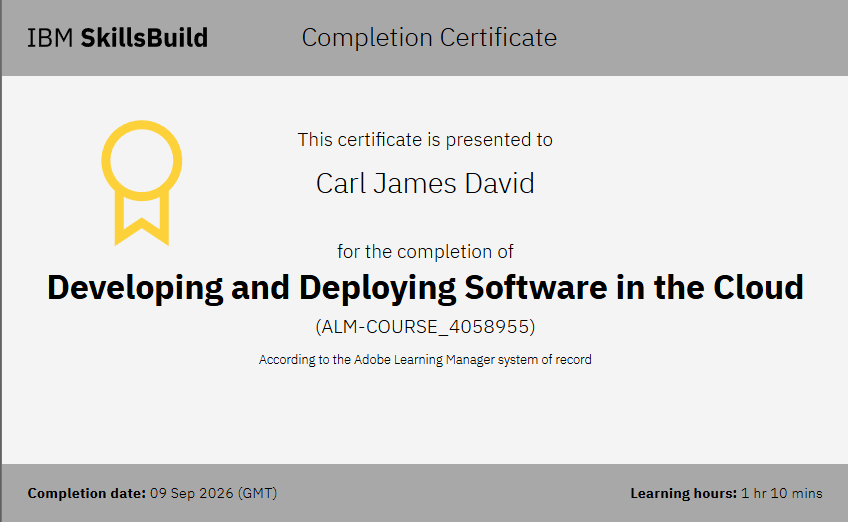 IBM SkillsBuild
Completion Certificate
This certificate is presented to
Carl James David
for the completion of
Developing and Deploying Software in the Cloud
(ALM-COURSE_4058955)
According to the Adobe Learning Manager system of record
Completion date: 09 Sep 2026 (GMT)
Learning hours: 1 hr 10 mins